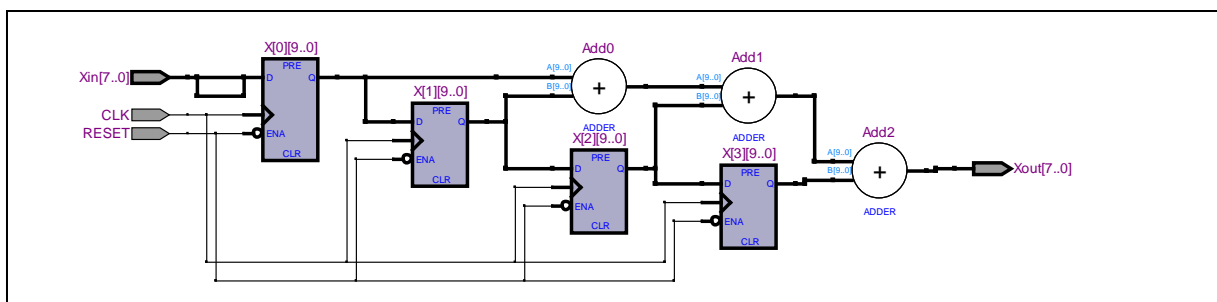 X[0][9..0]
PRE
D
Q
ENA
CLR
Xin[7..0]
CLK
RESET
X[1][9..0]
PRE
D
Q
ENA
CLR
Add0
A[9..0]
B[9..0]
+
ADDER
X[2][9..0]
PRE
D
Q
ENA
CLR
Add1
A[9..0]
B[9..0]
+
ADDER
X[3][9..0]
PRE
D
Q
ENA
CLR
Add2
A[9..0]
B[9..0]
+
ADDER
Xout[7..0]